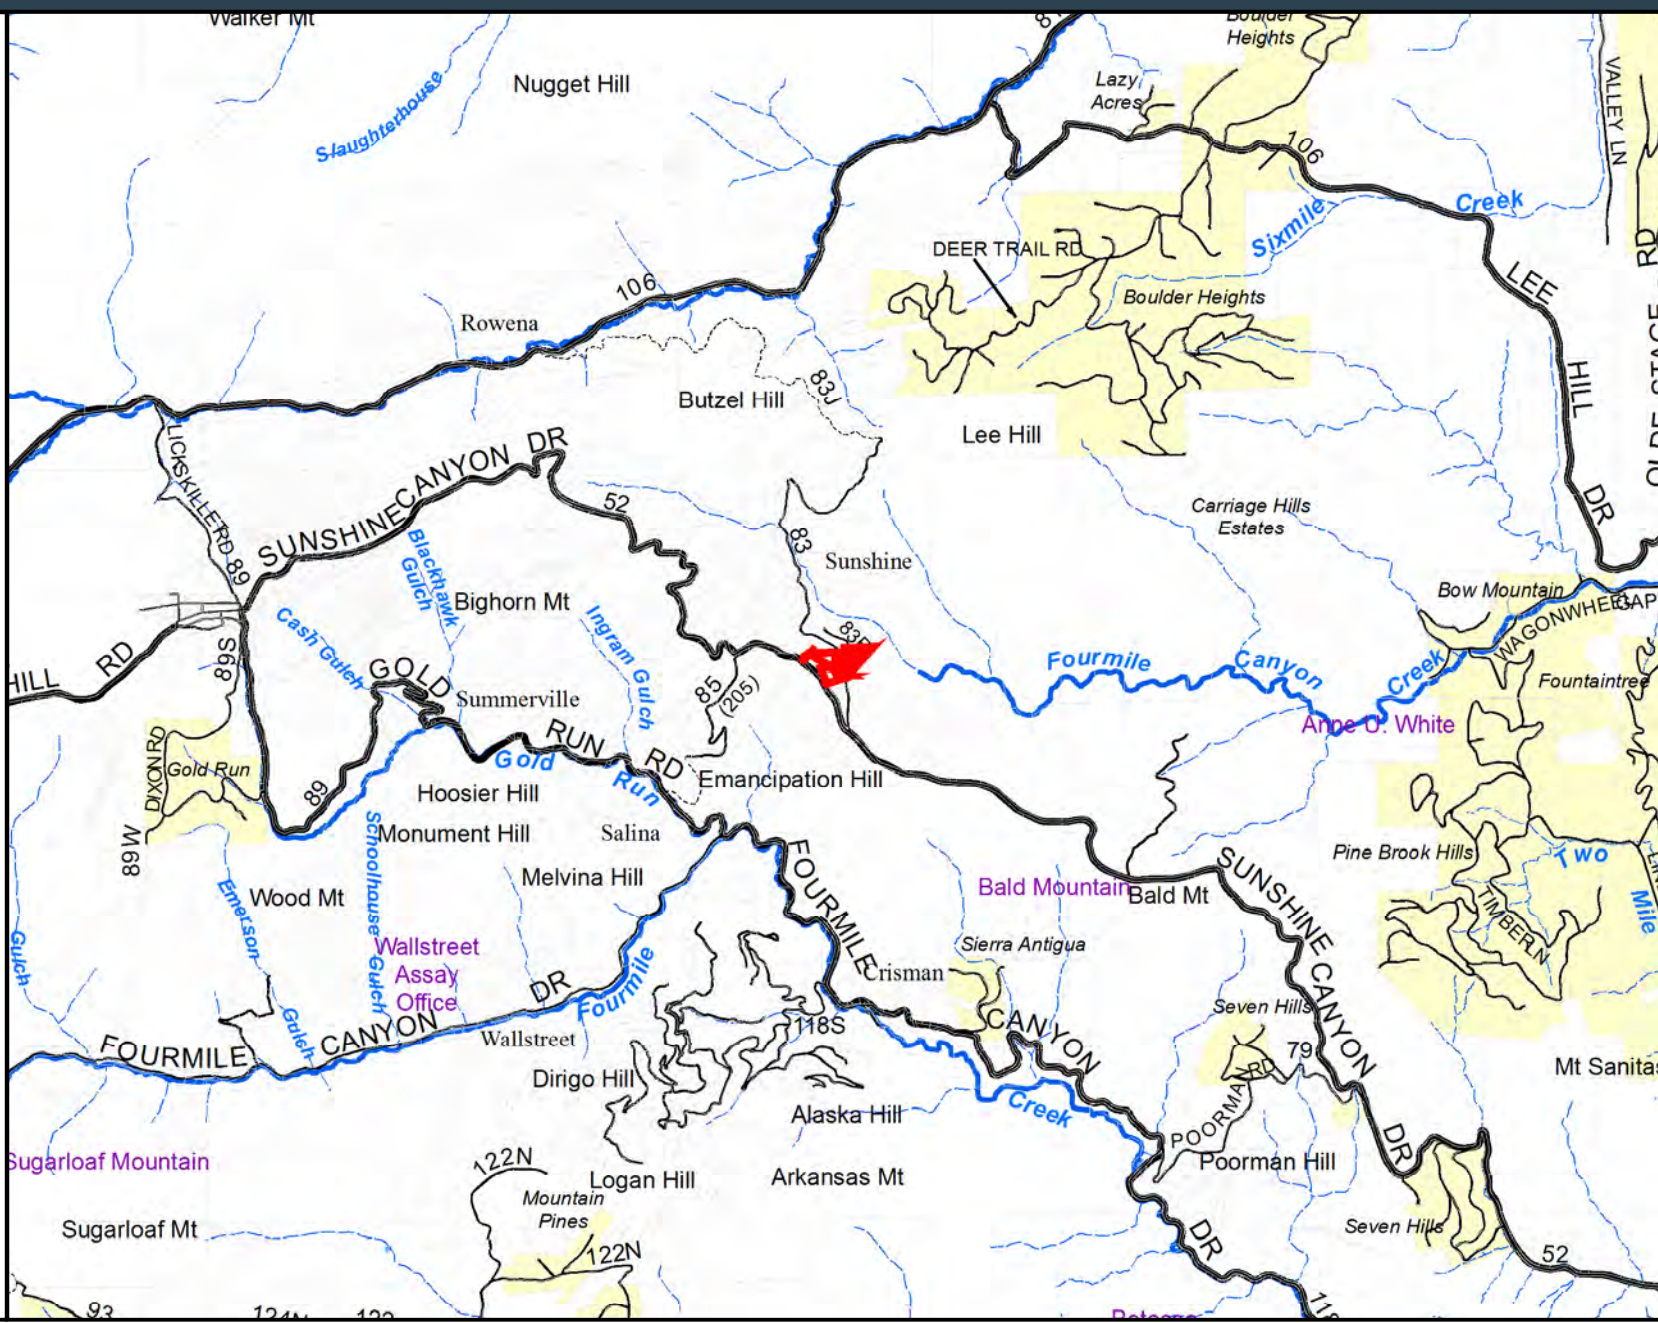 Walker Mt
Nugget Hill
Slaughterhouse
Boulder
Heights
Lazy
Acres
VALLEY LN
106
Creek
Sixmile
DEER TRAIL RD
Boulder Heights
LEE
HILL
DR
OLDE STAGE RD
106
Rowena
Butzel Hill
83J
Lee Hill
LICKSKILLET RD 89
SUNSHINE CANYON DR
52
Carriage Hills
Estates
83
Sunshine
Blackhawk
Gulch
Bighorn Mt
Cash Gulch
Ingram Gulch
Bow Mountain
WAGONWHEEL GAP
HILL RD
89S
GOLD
Summerville
RUN
RD
85
(205)
Fourmile
Canyon
Creek
Anne U. White
Fountaintree
DIXON RD
Gold Run
89W
89
Gold
Run
Emancipation Hill
Hoosier Hill
Monument Hill
Salina
Schoolhouse Gulch
Melvina Hill
Wood Mt
Emerson
Gulch
Gulch
Wallstreet
Assay
Office
FOURMILE
CANYON
DR
Fourmile
Wallstreet
FOURMILE
Crisman
CANYON
Bald Mountain
Bald Mt
Sierra Antigua
SUNSHINE CANYON
DR
Pine Brook Hills
Two
Mile
TIMBER LN
Seven Hills
79
POORMAN RD
Mt Sanitas
118S
Dirigo Hill
Alaska Hill
Creek
Logan Hill
Arkansas Mt
Poorman Hill
Sugarloaf Mountain
Sugarloaf Mt
122N
Mountain
Pines
122N
DR
Seven Hills
52
93